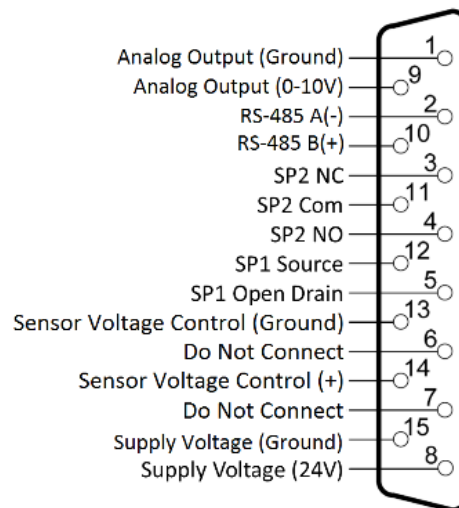 Analog Output (Ground) 1
Analog Output (0-10V) 9
RS-485 A(-) 2
RS-485 B(+) 10
SP2 NC 3
SP2 Com 11
SP2 NO 4
SP1 Source 12
SP1 Open Drain 5
Sensor Voltage Control (Ground) 13
Do Not Connect 6
Sensor Voltage Control (+) 14
Do Not Connect 7
Supply Voltage (Ground) 15
Supply Voltage (24V) 8